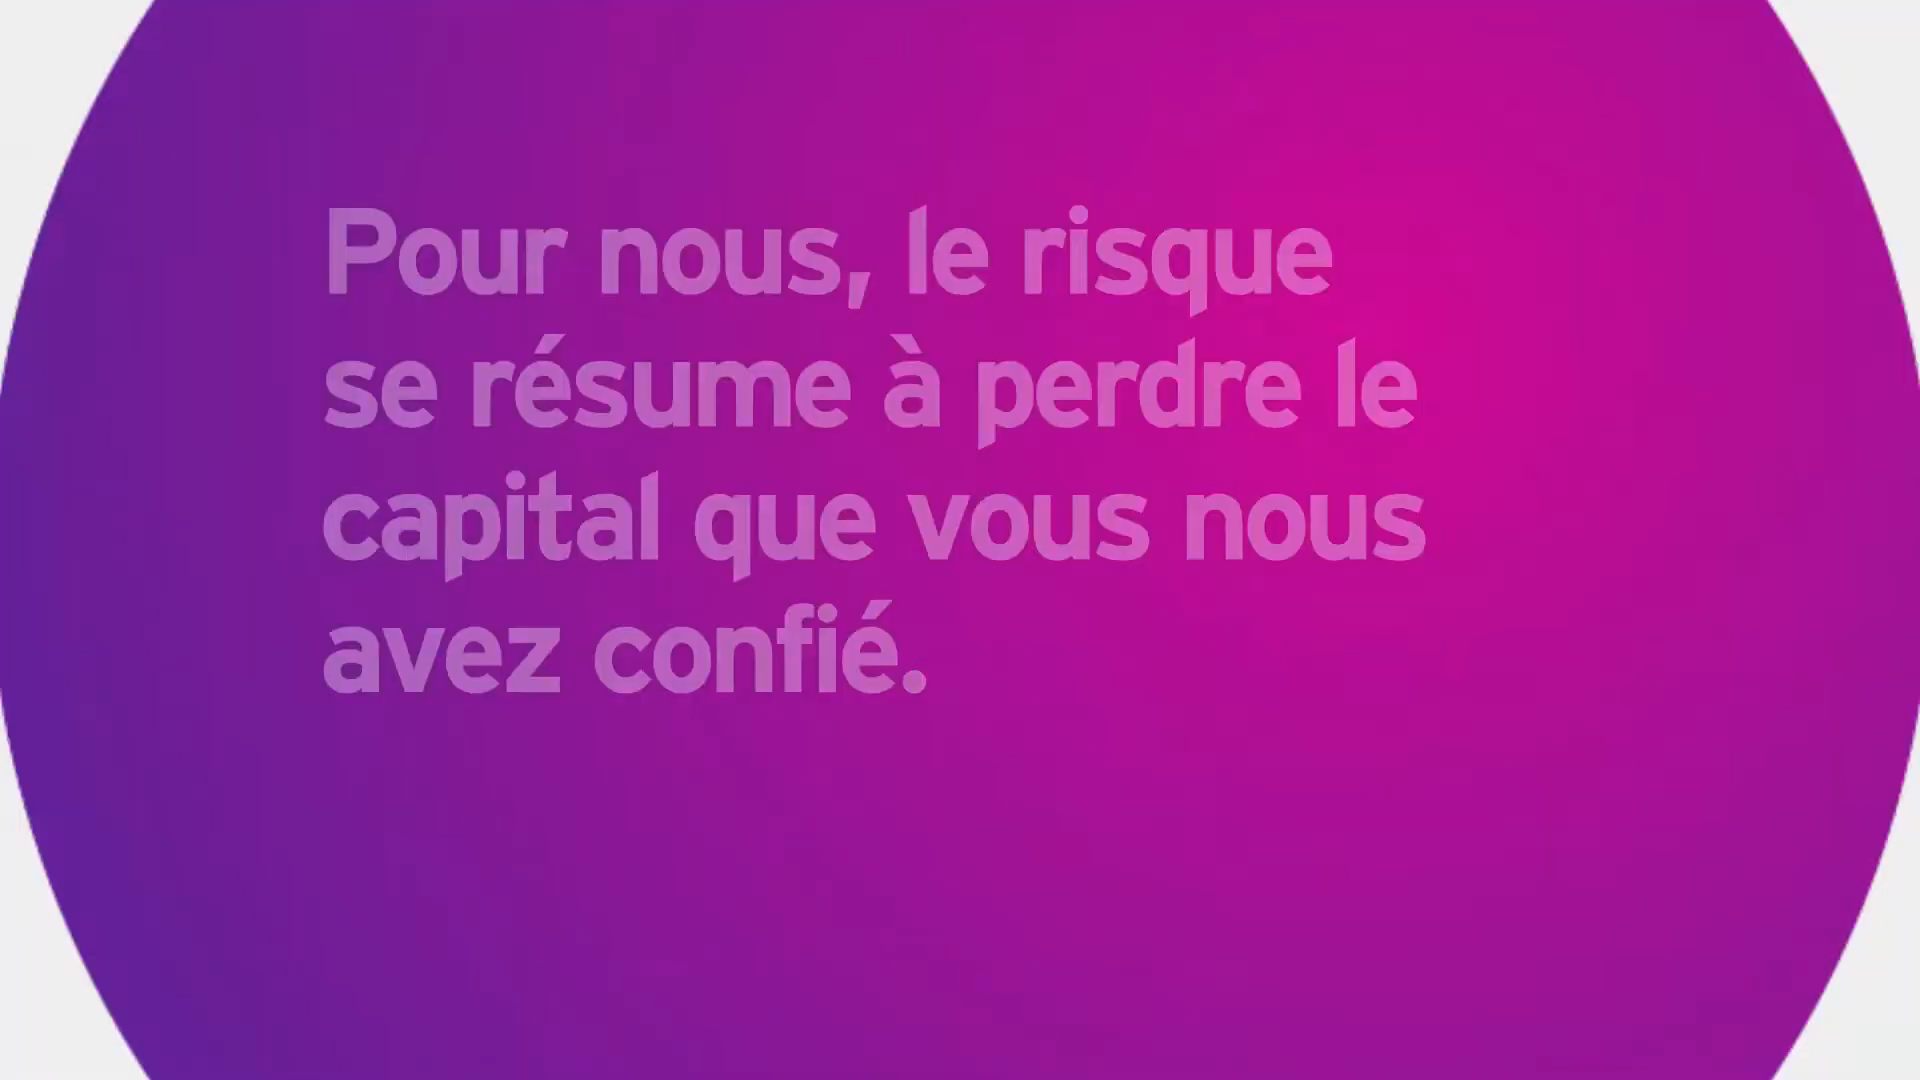 Pour nous, le risque
se résume à perdre le
capital que vous nous
avez confié.